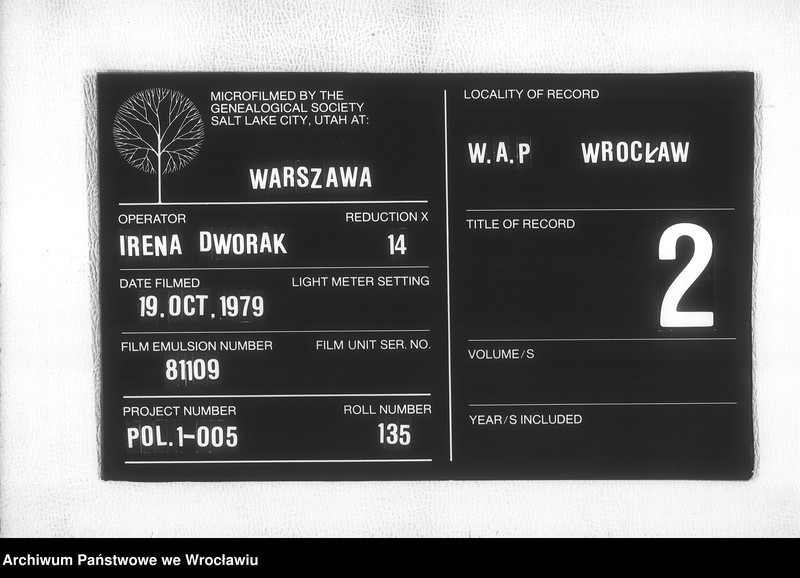 MICROFILMED BY THE
GENEALOGICAL SOCIETY
SALT LAKE CITY, UTAH AT:
WARSZAWA
OPERATOR
REDUCTION X
IRENA DWORAK
14
DATE FILMED
LIGHT METER SETTING
19. OCT. 1979
FILM EMULSION NUMBER
FILM UNIT SER. NO.
81109
PROJECT NUMBER
ROLL NUMBER
POL. 1-005
135
LOCALITY OF RECORD
W.A.P WROCŁAW
TITLE OF RECORD
2
VOLUME/S
YEAR/S INCLUDED
Archiwum Państwowe we Wrocławiu